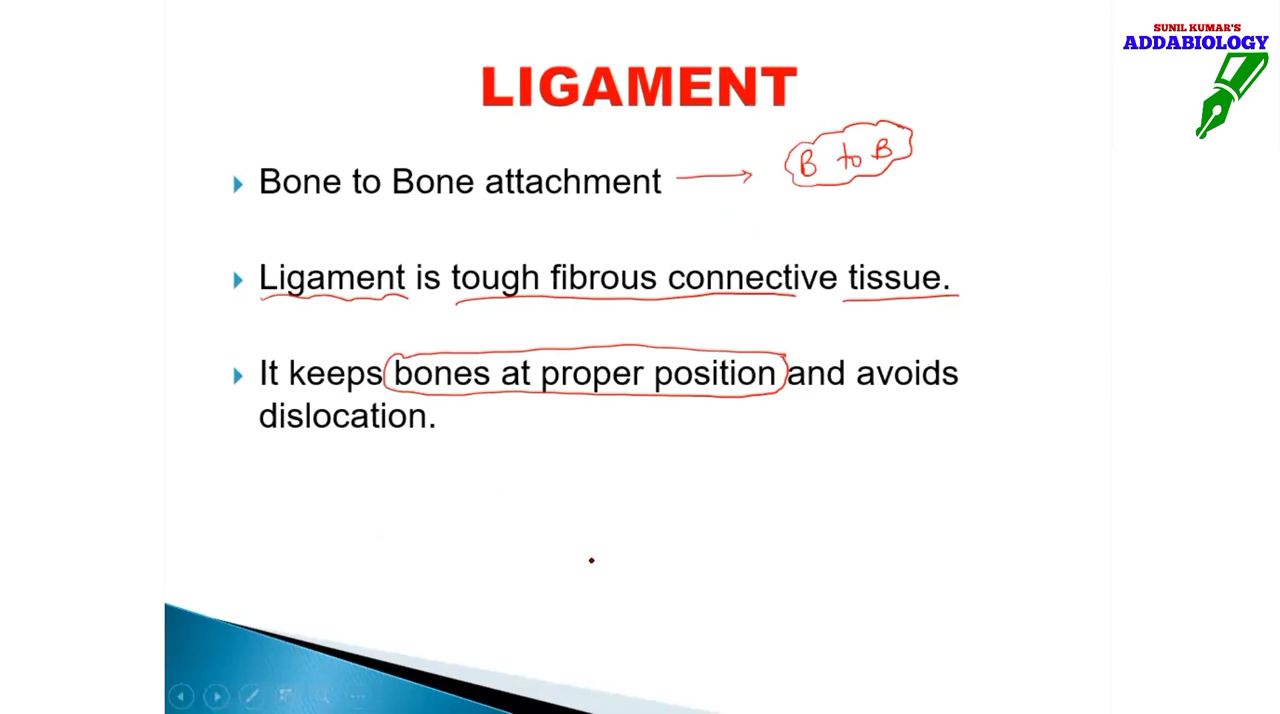 SUNIL KUMAR'S
ADDABIOLOGY
LIGAMENT
Bone to Bone attachment → B to B
Ligament is tough fibrous connective tissue.
It keeps bones at proper position and avoids
dislocation.